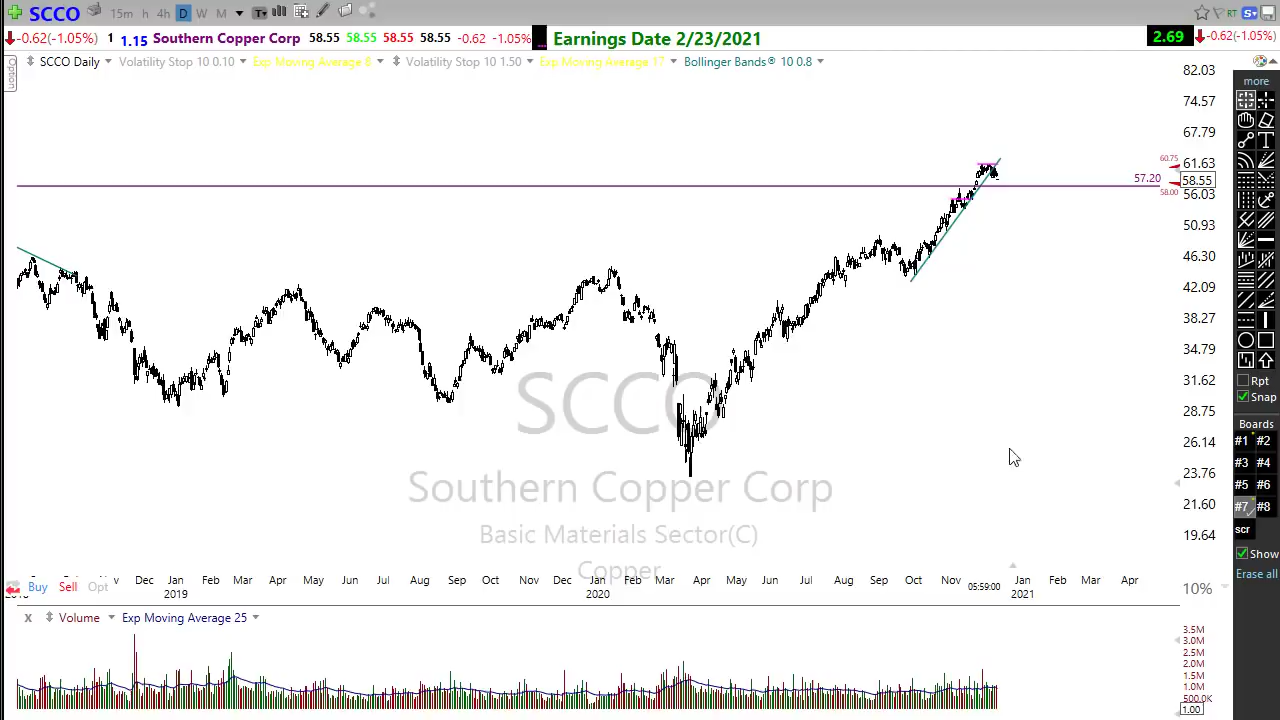 SCCO 15m h 4h D W M T
-0.62(-1.05%) 1 1.15 Southern Copper Corp 58.55 58.55 58.55 58.55 -0.62 -1.05% ... Earnings Date 2/23/2021 2.69 -0.62(-1.05%)
RT S
Option
SCCO Daily Volatility Stop 10 0.10 Exp Moving Average 8 Volatility Stop 10 1.50 Exp Moving Average 17 Bollinger Bands® 10 0.8
82.03
74.57
67.79
60.75
61.63
57.20
58.55
58.00
56.03
50.93
46.30
42.09
38.27
34.79
31.62
28.75
26.14
23.76
21.60
19.64
10%
SCCO
Southern Copper Corp
Basic Materials Sector(C)
Copper
v Dec Jan Feb Mar Apr May Jun Jul Aug Sep Oct Nov Dec Jan Feb Mar Apr May Jun Jul Aug Sep Oct Nov Jan Feb Mar Apr
Buy Sell Opt
2019 2020 05:59:00 2021
X Volume Exp Moving Average 25
3.5M
3.0M
2.5M
2.0M
1.5M
1.0M
500.0K
1.00
more
T
Rpt
Snap
Boards
#1 #2
#3 #4
#5 #6
#7 #8
scr
Show
Erase all